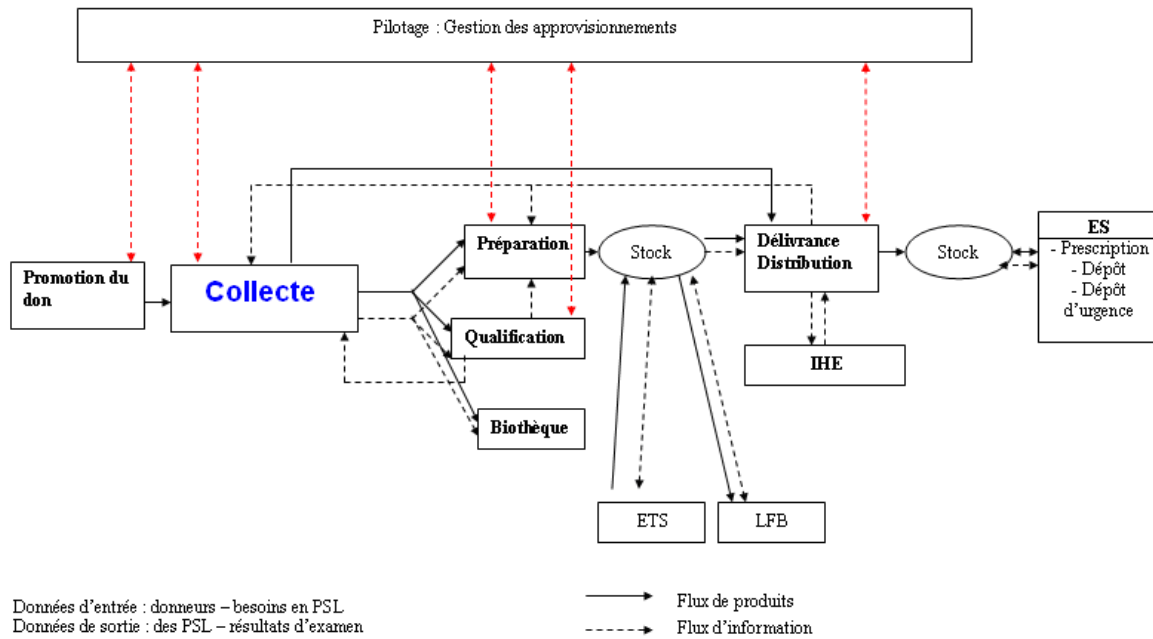 Pilotage : Gestion des approvisionnements
Promotion du
don
Collecte
Préparation
Qualification
Biothèque
Stock
Délivrance
Distribution
IHE
Stock
ES
- Prescription
- Dépôt
- Dépôt
d’urgence
ETS
LFB
Données d’entrée : donneurs – besoins en PSL
Données de sortie : des PSL – résultats d’examen
Flux de produits
Flux d’information